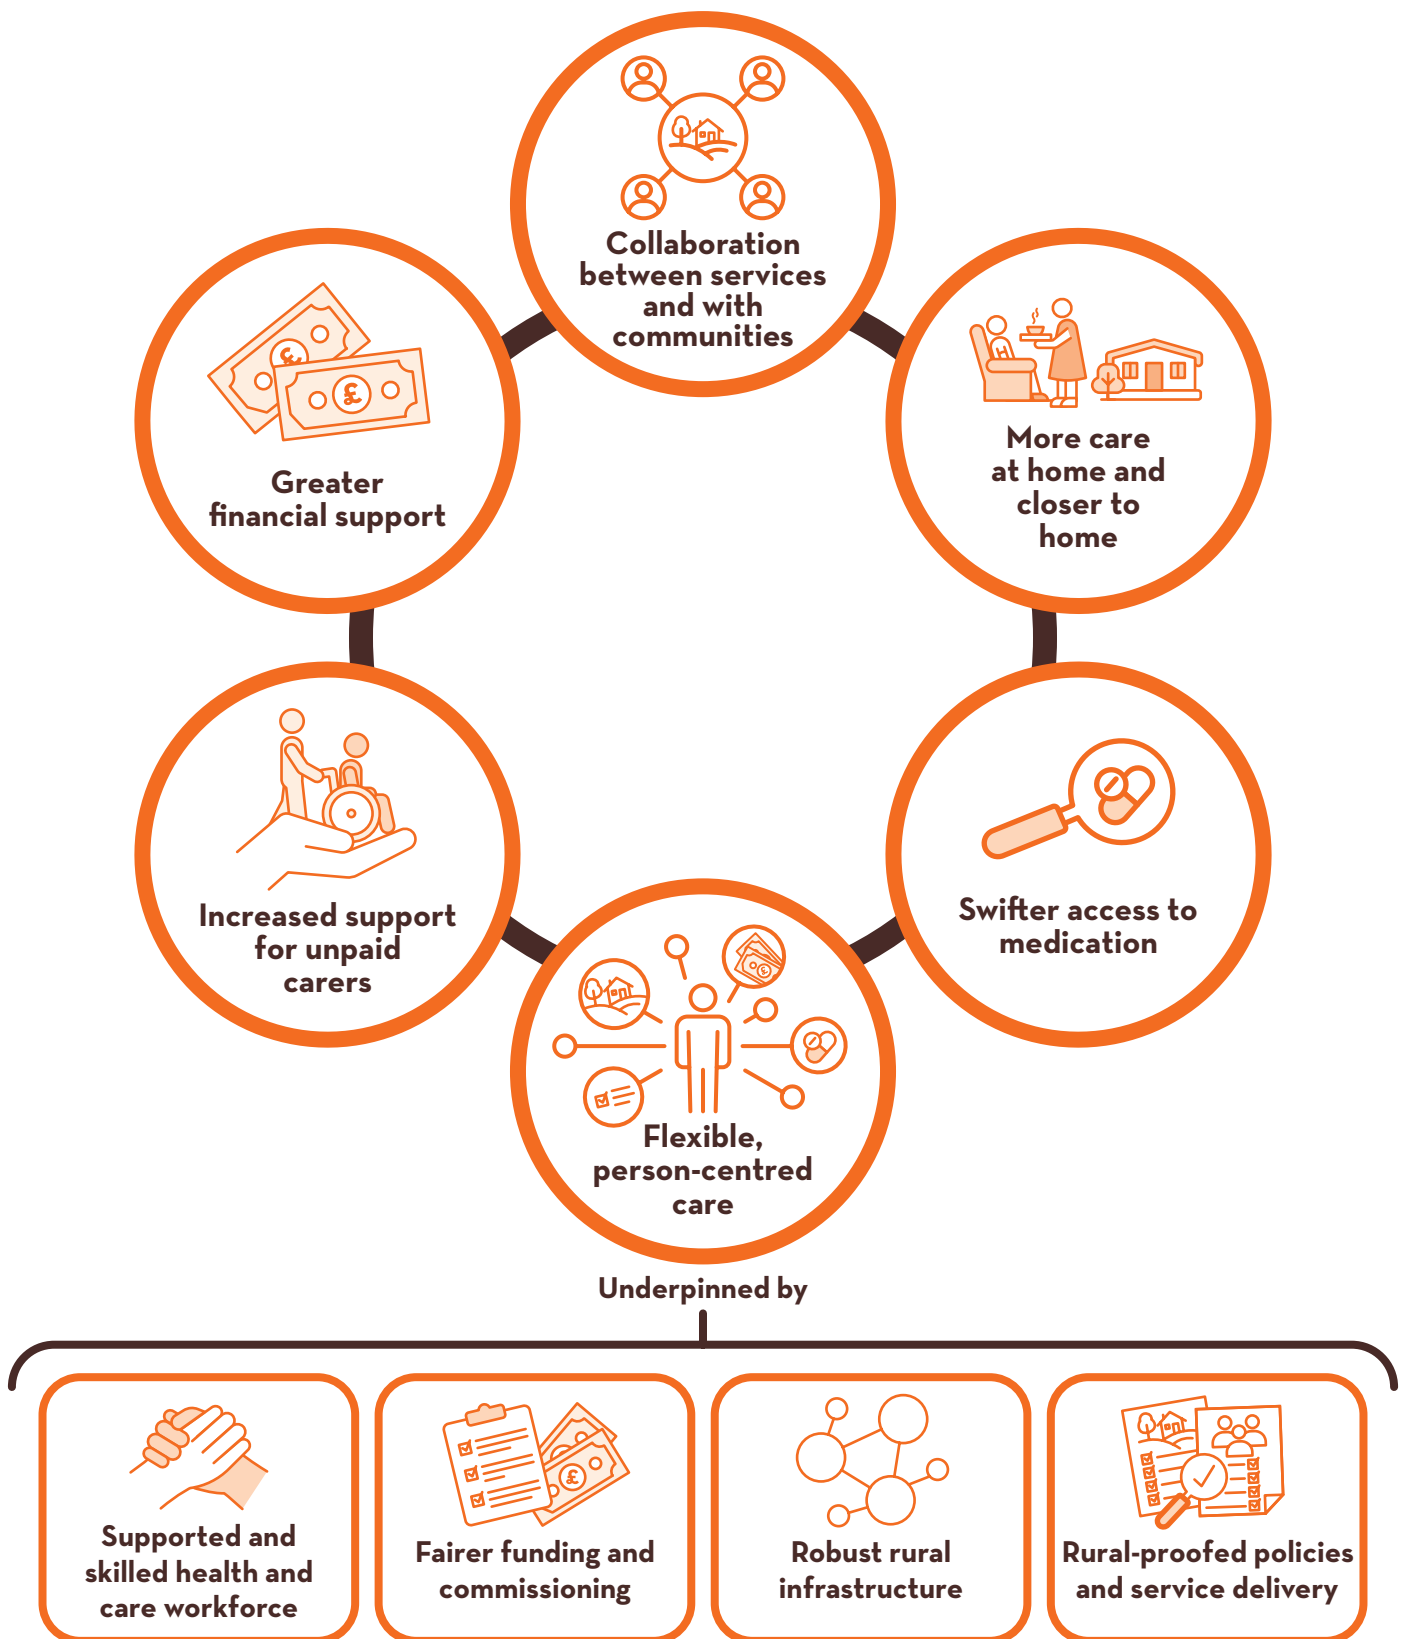 Collaboration
between services
and with
communities
Greater
financial support
More care
at home and
closer to
home
Increased support
for unpaid
carers
Swifter access to
medication
Flexible,
person-centred
care
Underpinned by
Supported and
skilled health and
care workforce
Fairer funding and
commissioning
Robust rural
infrastructure
Rural-proofed policies
and service delivery